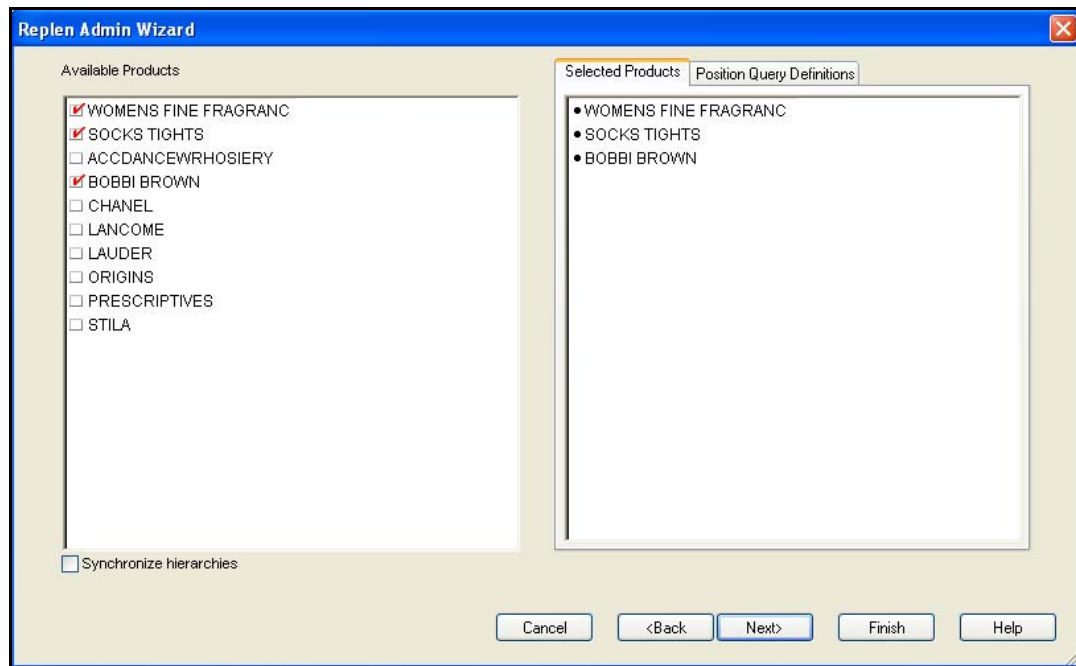 Replen Admin Wizard
Available Products
WOMENS FINE FRAGRANC
SOCKS TIGHTS
ACCDANCEWRHOSIERY
BOBBI BROWN
CHANEL
LANCOME
LAUDER
ORIGINS
PRESCRIPTIVES
STILA
Synchronize hierarchies
Selected Products Position Query Definitions
• WOMENS FINE FRAGRANC
• SOCKS TIGHTS
• BOBBI BROWN
Cancel <Back Next> Finish Help